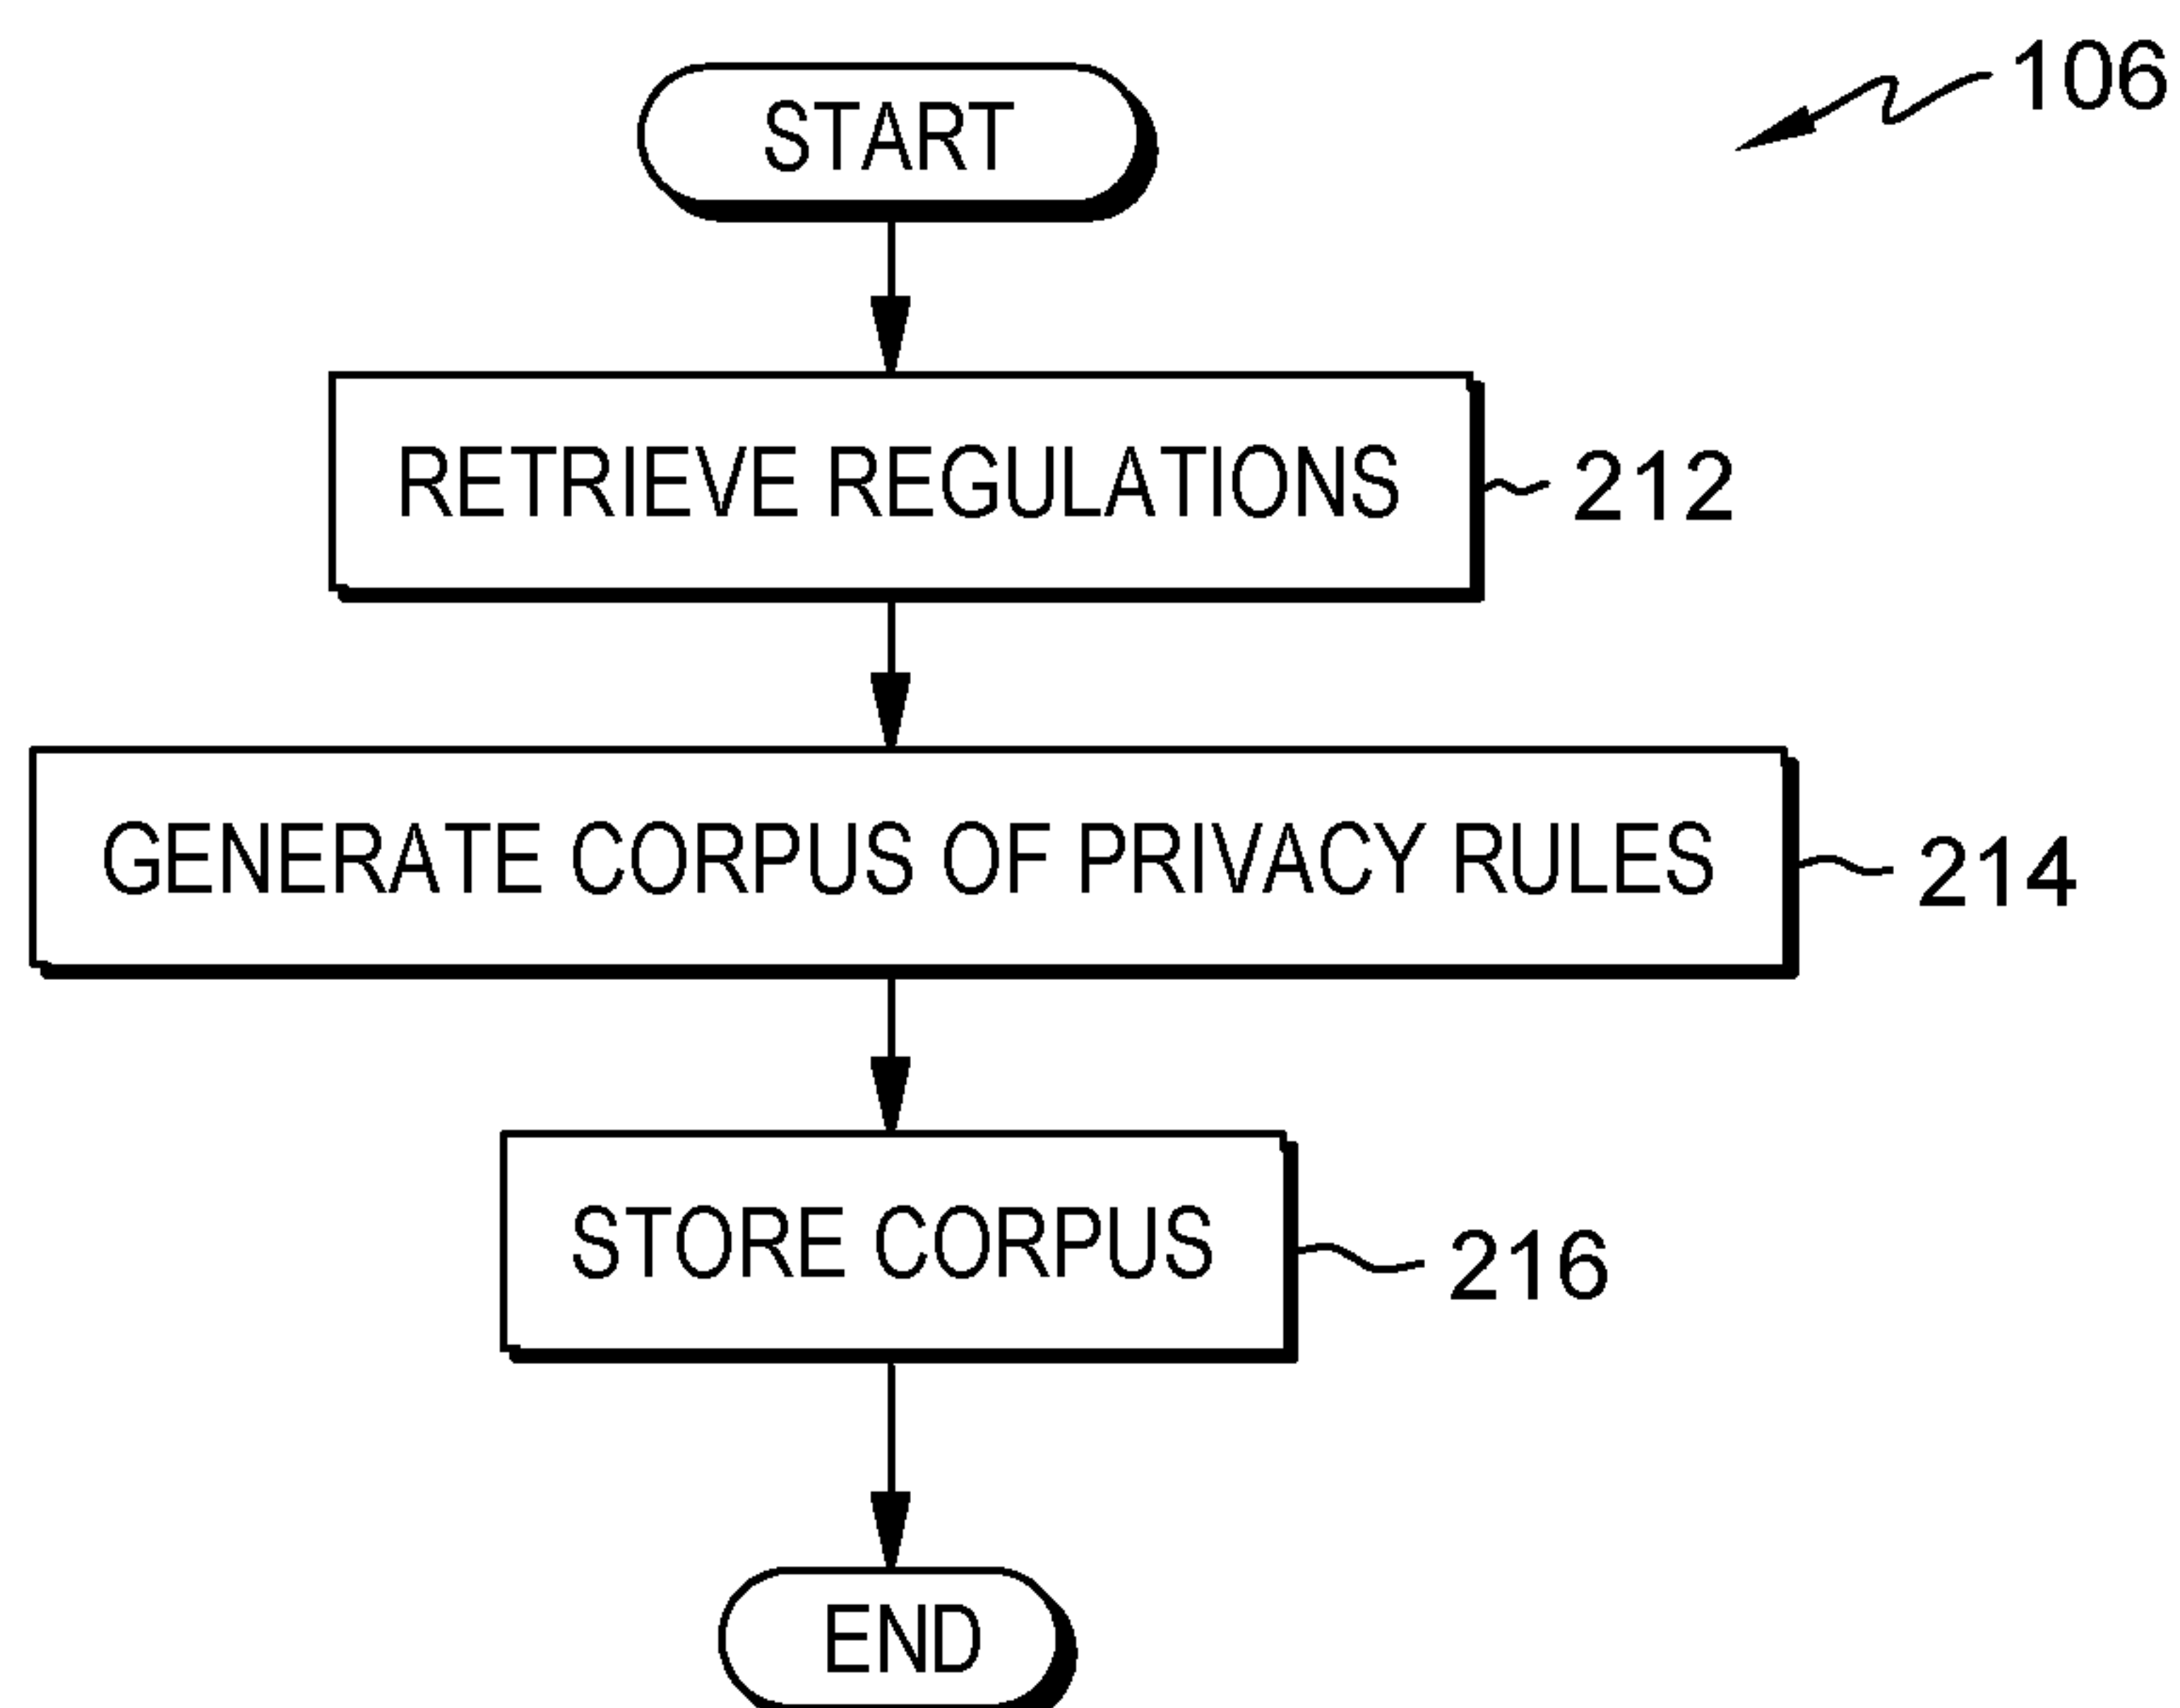 START
106
RETRIEVE REGULATIONS
212
GENERATE CORPUS OF PRIVACY RULES
214
STORE CORPUS
216
END